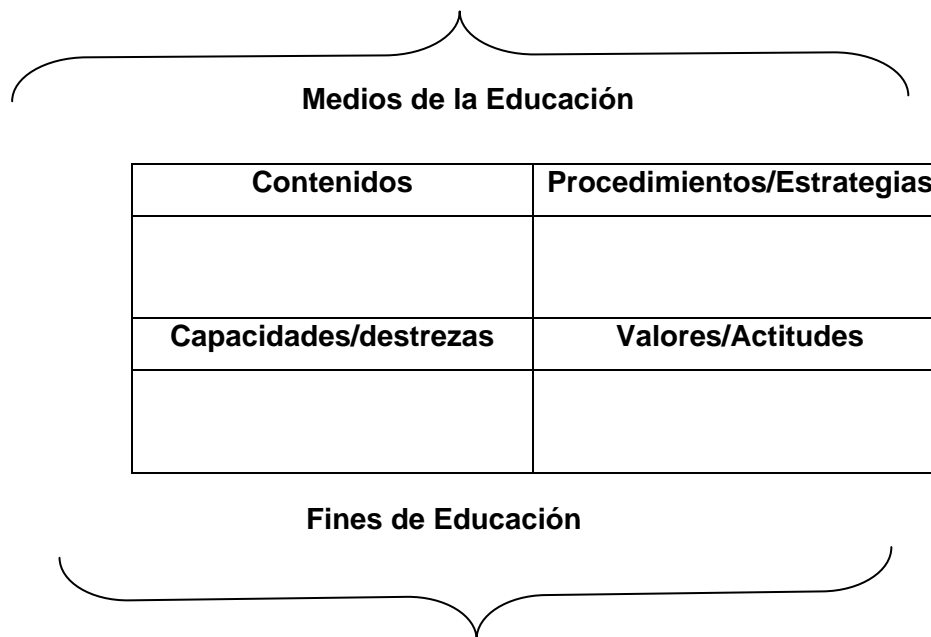 Medios de la Educación
Contenidos Procedimientos/Estrategias
Capacidades/destrezas Valores/Actitudes
Fines de Educación